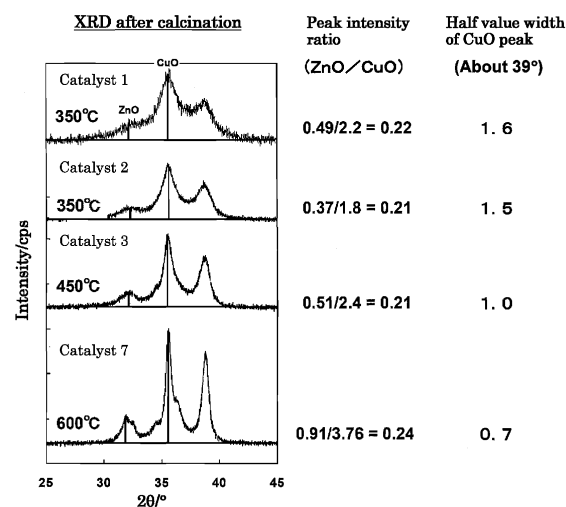 XRD after calcination
Peak intensity
ratio
(ZnO／CuO)
Half value width
of CuO peak
(About 39°)
CuO
Catalyst 1
ZnO
350°C
0.49/2.2 = 0.22
1. 6
Catalyst 2
350°C
0.37/1.8 = 0.21
1. 5
Catalyst 3
450°C
0.51/2.4 = 0.21
1. 0
Catalyst 7
600°C
0.91/3.76 = 0.24
0. 7
Intensity/cps
25 30 35 40 45
2θ/°